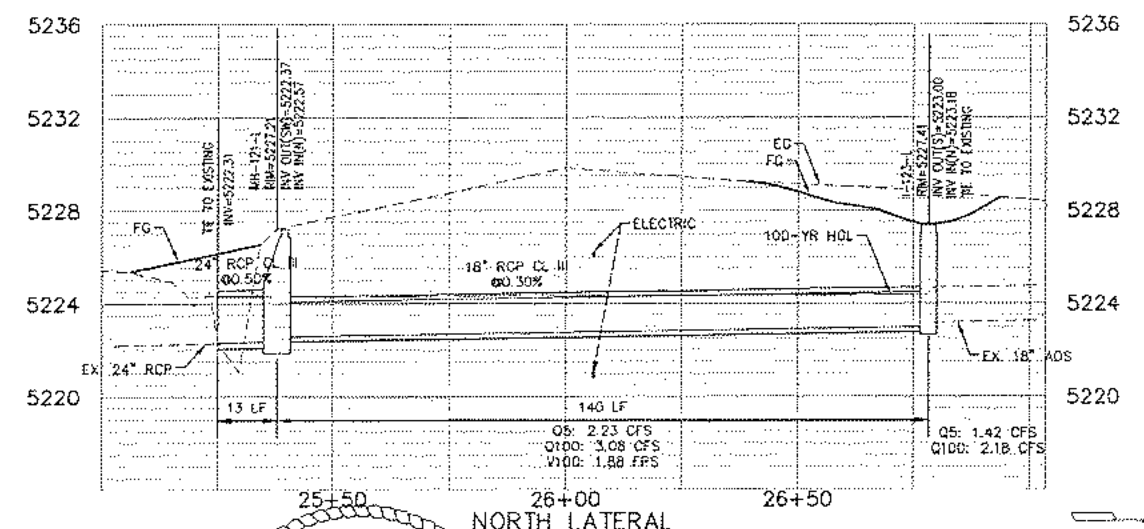 5236
5232
5228
5224
5220
5236
5232
5228
5224
5220
TIE TO EXISTING
INV=5222.31
MH-123-1
RIM=5227.21
INV OUT(SW)=5222.37
INV IN(N)=5222.57
RIM=5227.41
INV OUT(S)=5223.00
INV IN(N)=5223.18
TIE TO EXISTING
EG
FG
FG
ELECTRIC
100-YR HGL
24" RCP CL III
@0.50%
18" RCP CL III
@0.30%
EX 24" RCP
EX. 18" ADS
13 LF
140 LF
Q5: 2.23 CFS
Q100: 3.08 CFS
V100: 1.88 FPS
Q5: 1.42 CFS
Q100: 2.18 CFS
25+50
26+00
26+50
NORTH LATERAL